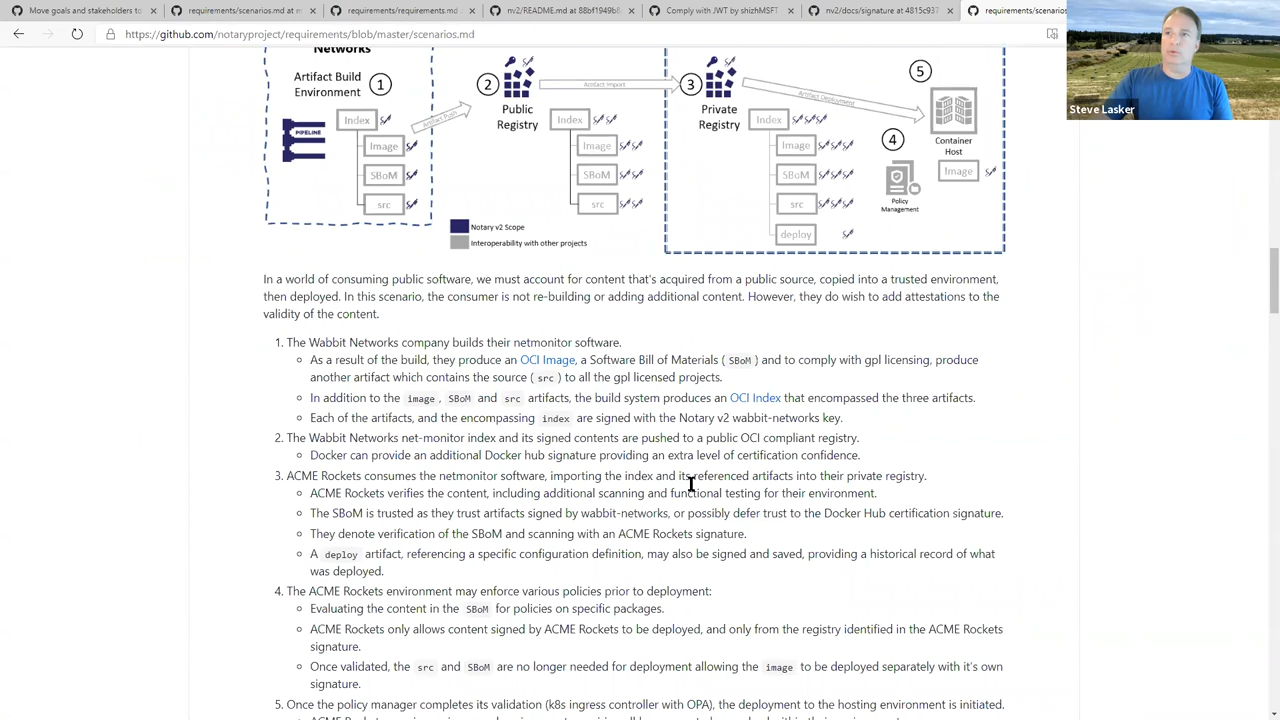 Move goals and stakeholders to
requirements/scenarios.md at m
requirements/requirements.md
nv2/README.md at 88bf1949b8
Comply with JWT by shizhMSFT
nv2/docs/signature at 4815c937
requirements/scenarios
https://github.com/notaryproject/requirements/blob/master/scenarios.md
Steve Lasker
Networks
Artifact Build
Environment
1
2
3
5
4
Public
Registry
Private
Registry
Artifact Push
Artifact Import
Artifact Deployment
PIPELINE
Index
Image
SBoM
src
Index
Image
SBoM
src
Index
Image
SBoM
src
deploy
Container
Host
Image
Policy
Management
Notary v2 Scope
Interoperability with other projects
In a world of consuming public software, we must account for content that's acquired from a public source, copied into a trusted environment,
then deployed. In this scenario, the consumer is not re-building or adding additional content. However, they do wish to add attestations to the
validity of the content.
1. The Wabbit Networks company builds their netmonitor software.
As a result of the build, they produce an OCI Image, a Software Bill of Materials ( SBoM ) and to comply with gpl licensing, produce
another artifact which contains the source ( src ) to all the gpl licensed projects.
In addition to the image, SBoM and src artifacts, the build system produces an OCI Index that encompassed the three artifacts.
Each of the artifacts, and the encompassing index are signed with the Notary v2 wabbit-networks key.
2. The Wabbit Networks net-monitor index and its signed contents are pushed to a public OCI compliant registry.
Docker can provide an additional Docker hub signature providing an extra level of certification confidence.
3. ACME Rockets consumes the netmonitor software, importing the index and its referenced artifacts into their private registry.
ACME Rockets verifies the content, including additional scanning and functional testing for their environment.
The SBoM is trusted as they trust artifacts signed by wabbit-networks, or possibly defer trust to the Docker Hub certification signature.
They denote verification of the SBoM and scanning with an ACME Rockets signature.
A deploy artifact, referencing a specific configuration definition, may also be signed and saved, providing a historical record of what
was deployed.
4. The ACME Rockets environment may enforce various policies prior to deployment:
Evaluating the content in the SBoM for policies on specific packages.
ACME Rockets only allows content signed by ACME Rockets to be deployed, and only from the registry identified in the ACME Rockets
signature.
Once validated, the src and SBoM are no longer needed for deployment allowing the image to be deployed separately with it's own
signature.
5. Once the policy manager completes its validation (k8s ingress controller with OPA), the deployment to the hosting environment is initiated.